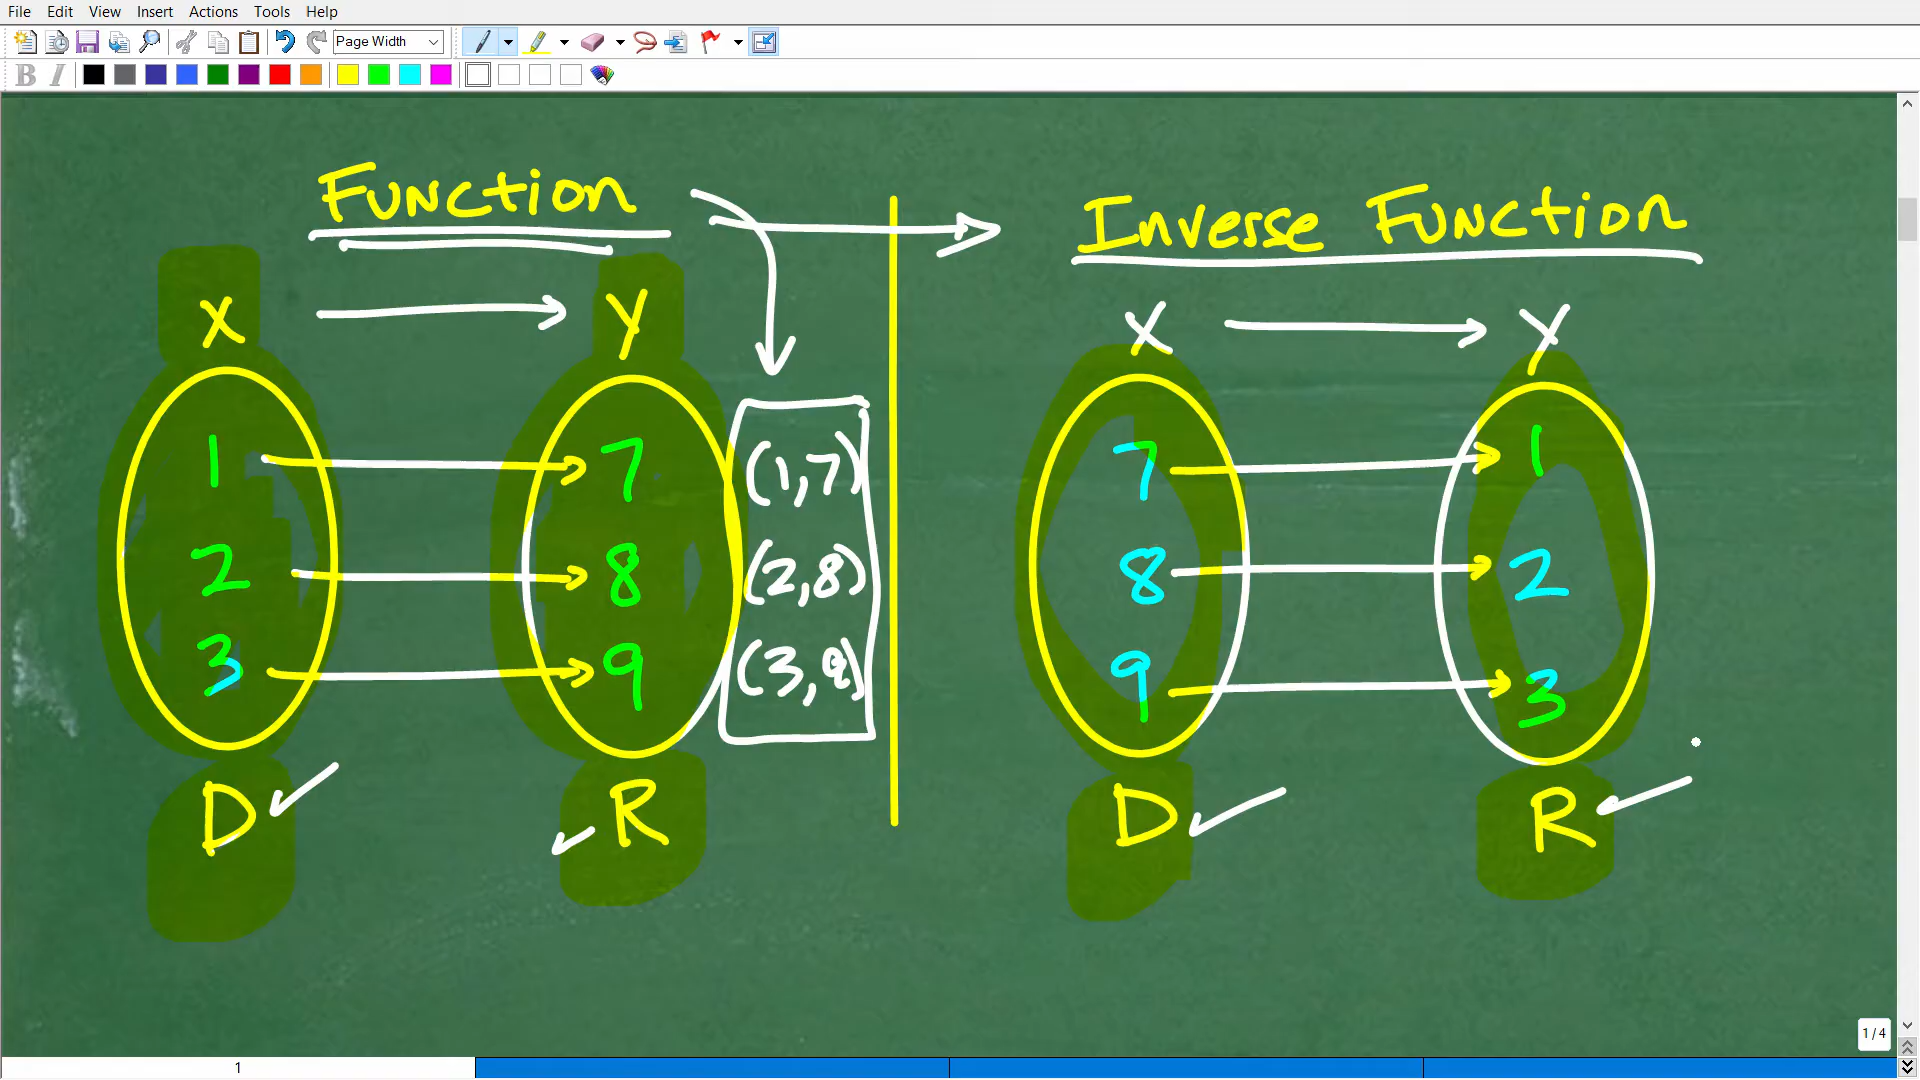 File Edit View Insert Actions Tools Help
Page Width
B I
Function
Inverse Function
X Y
X Y
1 7 (1,7)
2 8 (2,8)
3 9 (3,9)
7 1
8 2
9 3
D R
D R
1/4
1